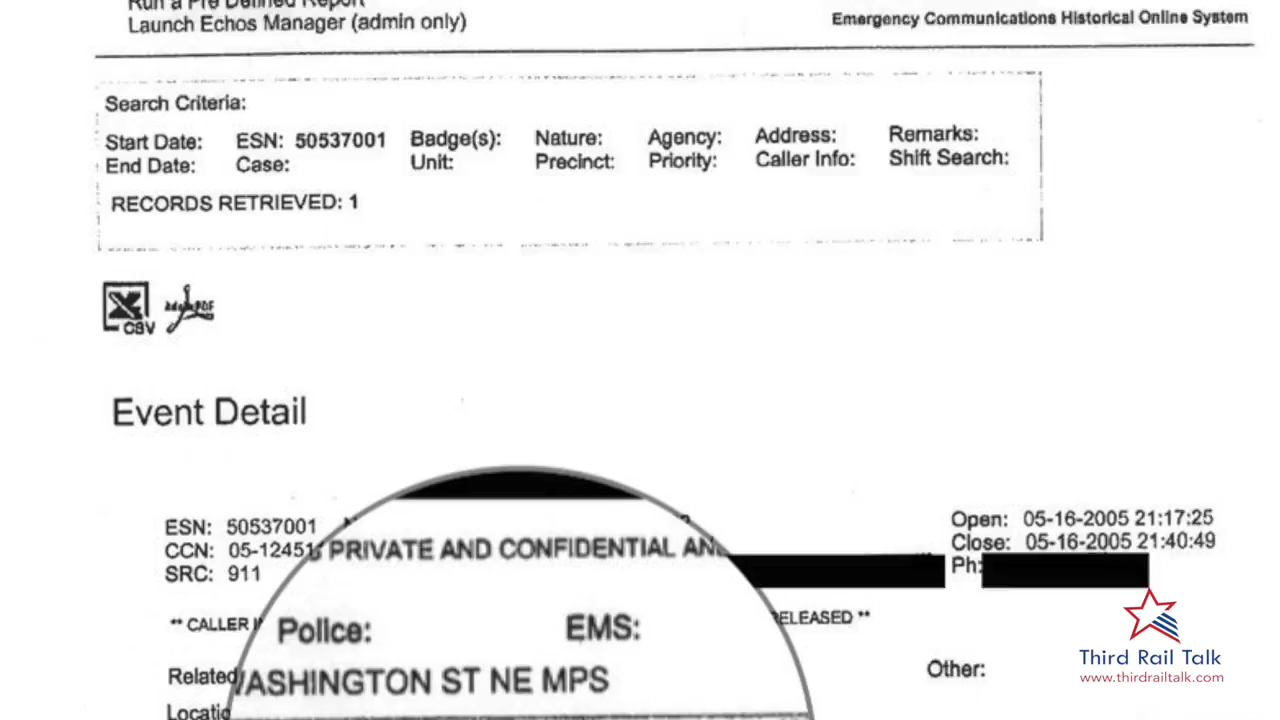 Run a Pre Defined Report
Launch Echos Manager (admin only)
Emergency Communications Historical Online System
Search Criteria:
Start Date: ESN: 50537001 Badge(s): Nature: Agency: Address: Remarks:
End Date: Case: Unit: Precinct: Priority: Caller Info: Shift Search:
RECORDS RETRIEVED: 1
CSV
Event Detail
ESN: 50537001 Open: 05-16-2005 21:17:25
CCN: 05-12451 PRIVATE AND CONFIDENTIAL Close: 05-16-2005 21:40:49
SRC: 911 Ph:
** CALLER ELEASED **
Police: EMS: Other:
Related WASHINGTON ST NE MPS
Locatio
Third Rail Talk
www.thirdrailtalk.com